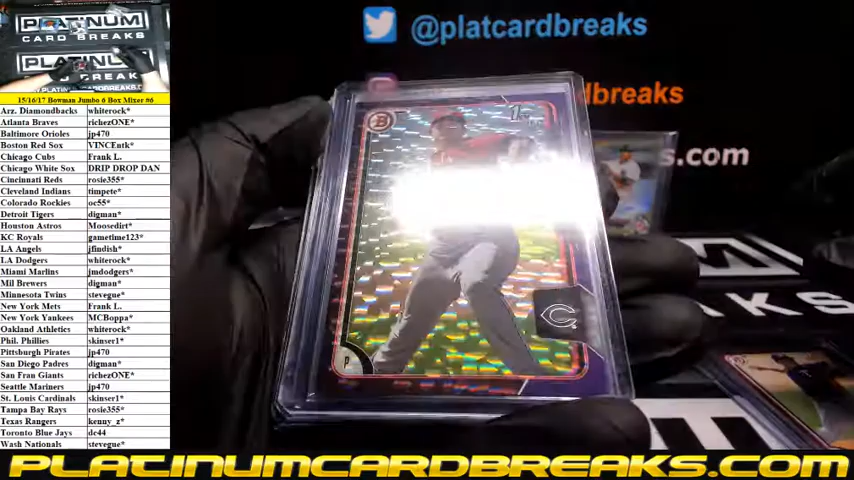 PLATINUM
CARD BREAKS
PLATINUM
15/16/17 Bowman Jumbo 6 Box Mixer #6
Arz. Diamondbacks whiterock*
Atlanta Braves richezONE*
Baltimore Orioles jp470
Boston Red Sox VINCEntk*
Chicago Cubs Frank L.
Chicago White Sox DRIP DROP DAN
Cincinnati Reds rosie355*
Cleveland Indians timpete*
Colorado Rockies oc55*
Detroit Tigers digman*
Houston Astros Moosedirt*
KC Royals gametime123*
LA Angels jfindish*
LA Dodgers whiterock*
Miami Marlins jmdodgers*
Mil Brewers digman*
Minnesota Twins stevegue*
New York Mets Frank L.
New York Yankees MCBoppa*
Oakland Athletics whiterock*
Phil. Phillies skinser1*
Pittsburgh Pirates jp470
San Diego Padres digman*
San Fran Giants richezONE*
Seattle Mariners jp470
St. Louis Cardinals skinser1*
Tampa Bay Rays rosie355*
Texas Rangers kenny_z*
Toronto Blue Jays dc44
Wash Nationals stevegue*
@platcardbreaks
dbreaks
s.com
B
1st
C
P
PLATINUMCARDBREAKS.COM